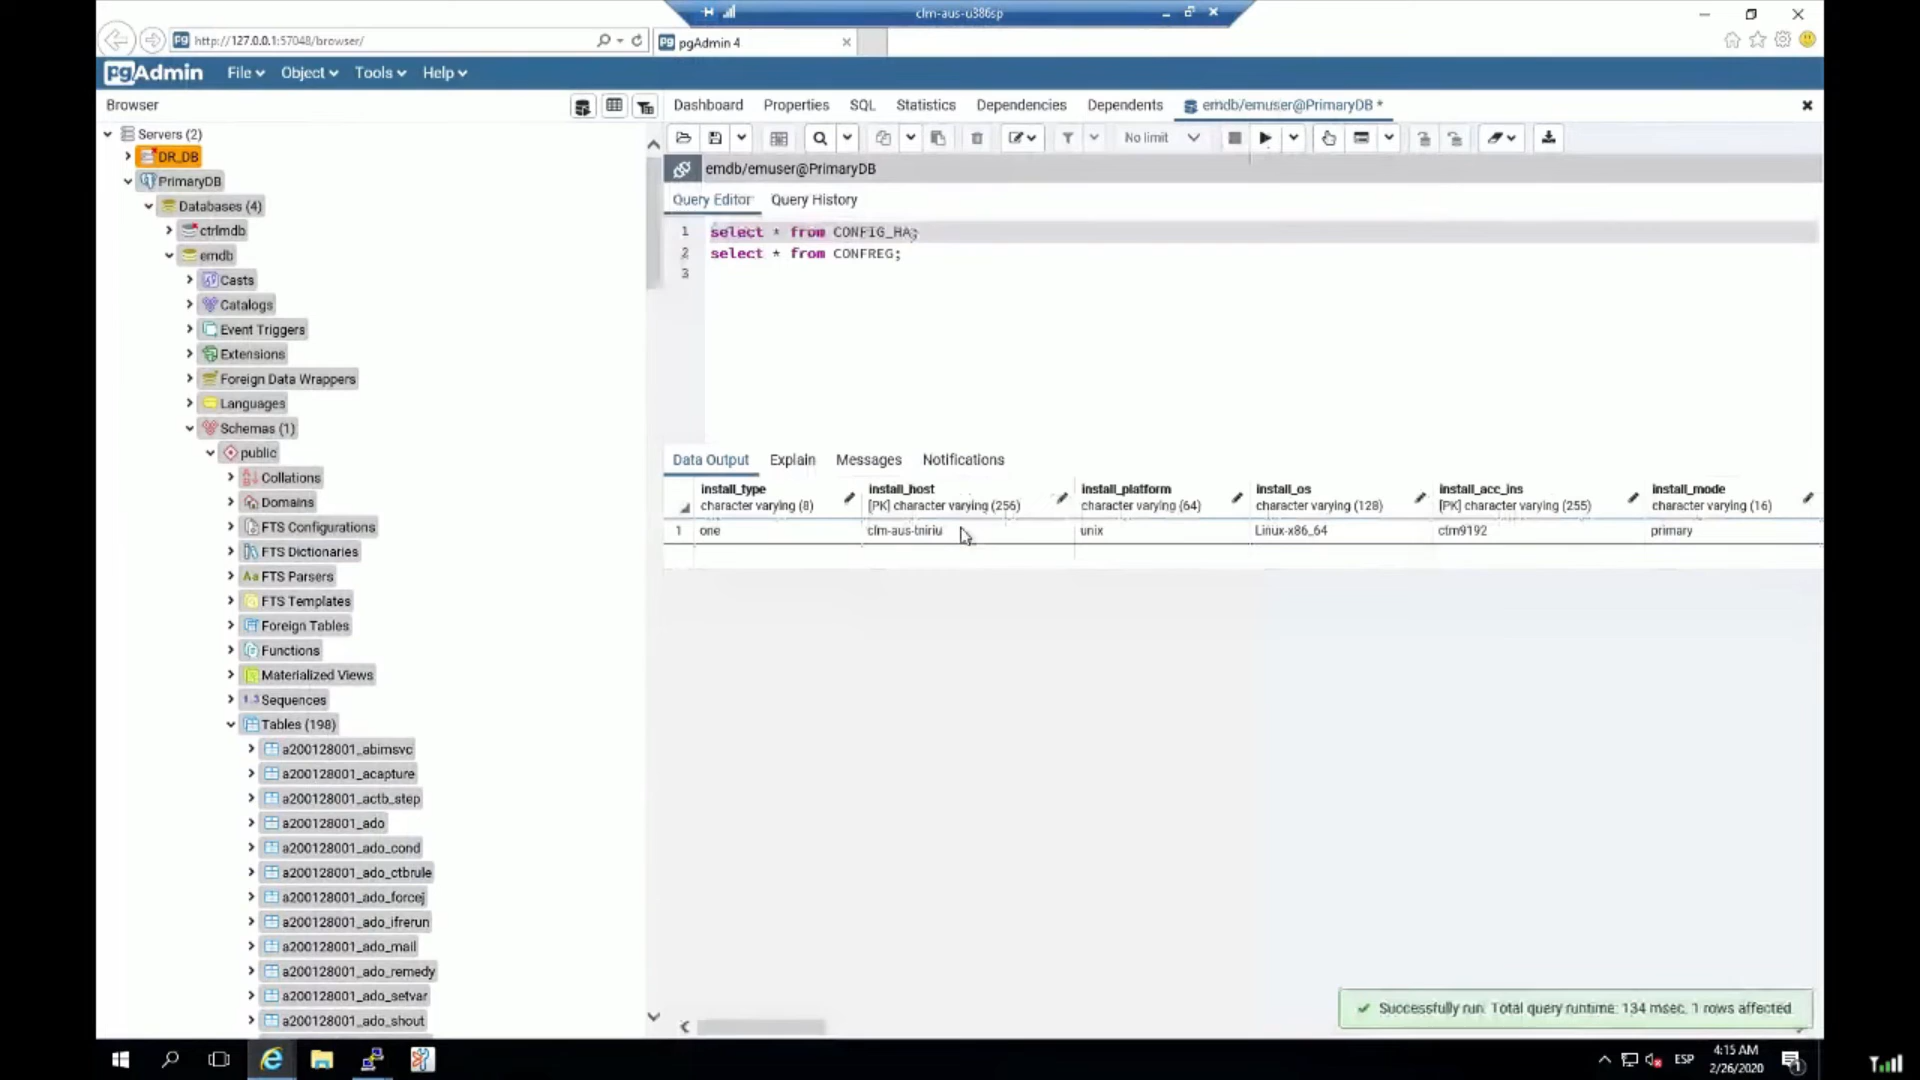 clm-aus-u386sp
http://127.0.0.1:57048/browser/
pgAdmin 4
pgAdmin File Object Tools Help
Browser
Dashboard Properties SQL Statistics Dependencies Dependents emdb/emuser@PrimaryDB *
No limit
emdb/emuser@PrimaryDB
Query Editor Query History
1 select * from CONFIG_HA;
2 select * from CONFREG;
3
Servers (2)
DR_DB
PrimaryDB
Databases (4)
ctrlmdb
emdb
Casts
Catalogs
Event Triggers
Extensions
Foreign Data Wrappers
Languages
Schemas (1)
public
Collations
Domains
FTS Configurations
FTS Dictionaries
FTS Parsers
FTS Templates
Foreign Tables
Functions
Materialized Views
Sequences
Tables (198)
a200128001_abimsvc
a200128001_acapture
a200128001_actb_step
a200128001_ado
a200128001_ado_cond
a200128001_ado_ctbrule
a200128001_ado_forcej
a200128001_ado_ifrerun
a200128001_ado_mail
a200128001_ado_remedy
a200128001_ado_setvar
a200128001_ado_shout
Data Output Explain Messages Notifications
install_type install_host install_platform install_os install_acc_ins install_mode
character varying (8) [PK] character varying (256) character varying (64) character varying (128) [PK] character varying (255) character varying (16)
1 one clm-aus-tniriu unix Linux-x86_64 ctm9192 primary
Successfully run. Total query runtime: 134 msec. 1 rows affected
ESP
4:15 AM
2/26/2020